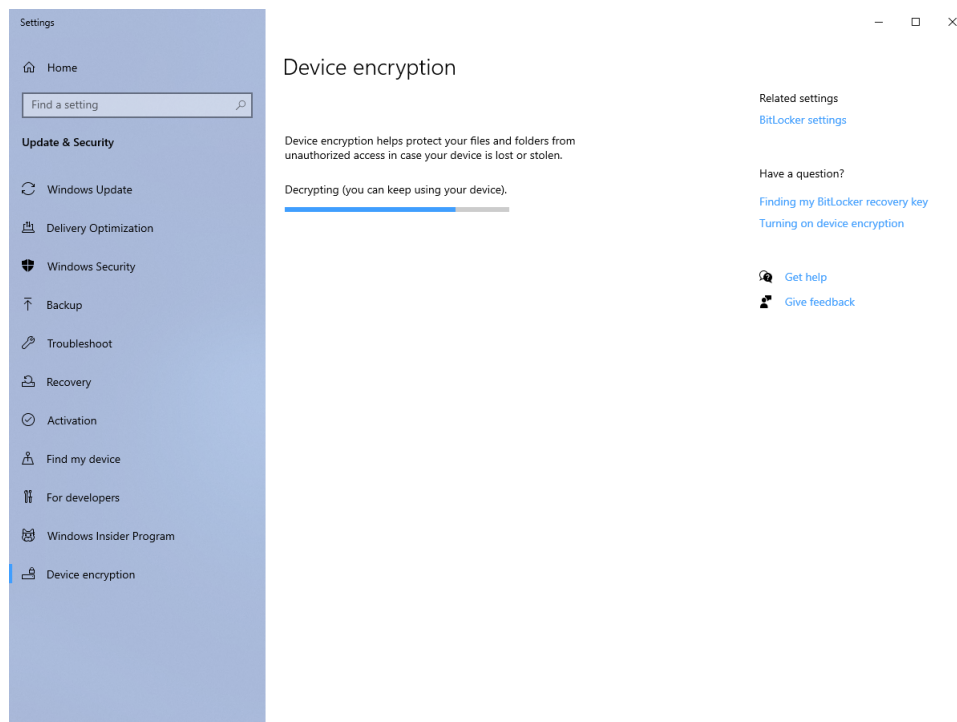 Settings
Home
Find a setting
Update & Security
Windows Update
Delivery Optimization
Windows Security
Backup
Troubleshoot
Recovery
Activation
Find my device
For developers
Windows Insider Program
Device encryption
Device encryption
Device encryption helps protect your files and folders from
unauthorized access in case your device is lost or stolen.
Decrypting (you can keep using your device).
Related settings
BitLocker settings
Have a question?
Finding my BitLocker recovery key
Turning on device encryption
Get help
Give feedback